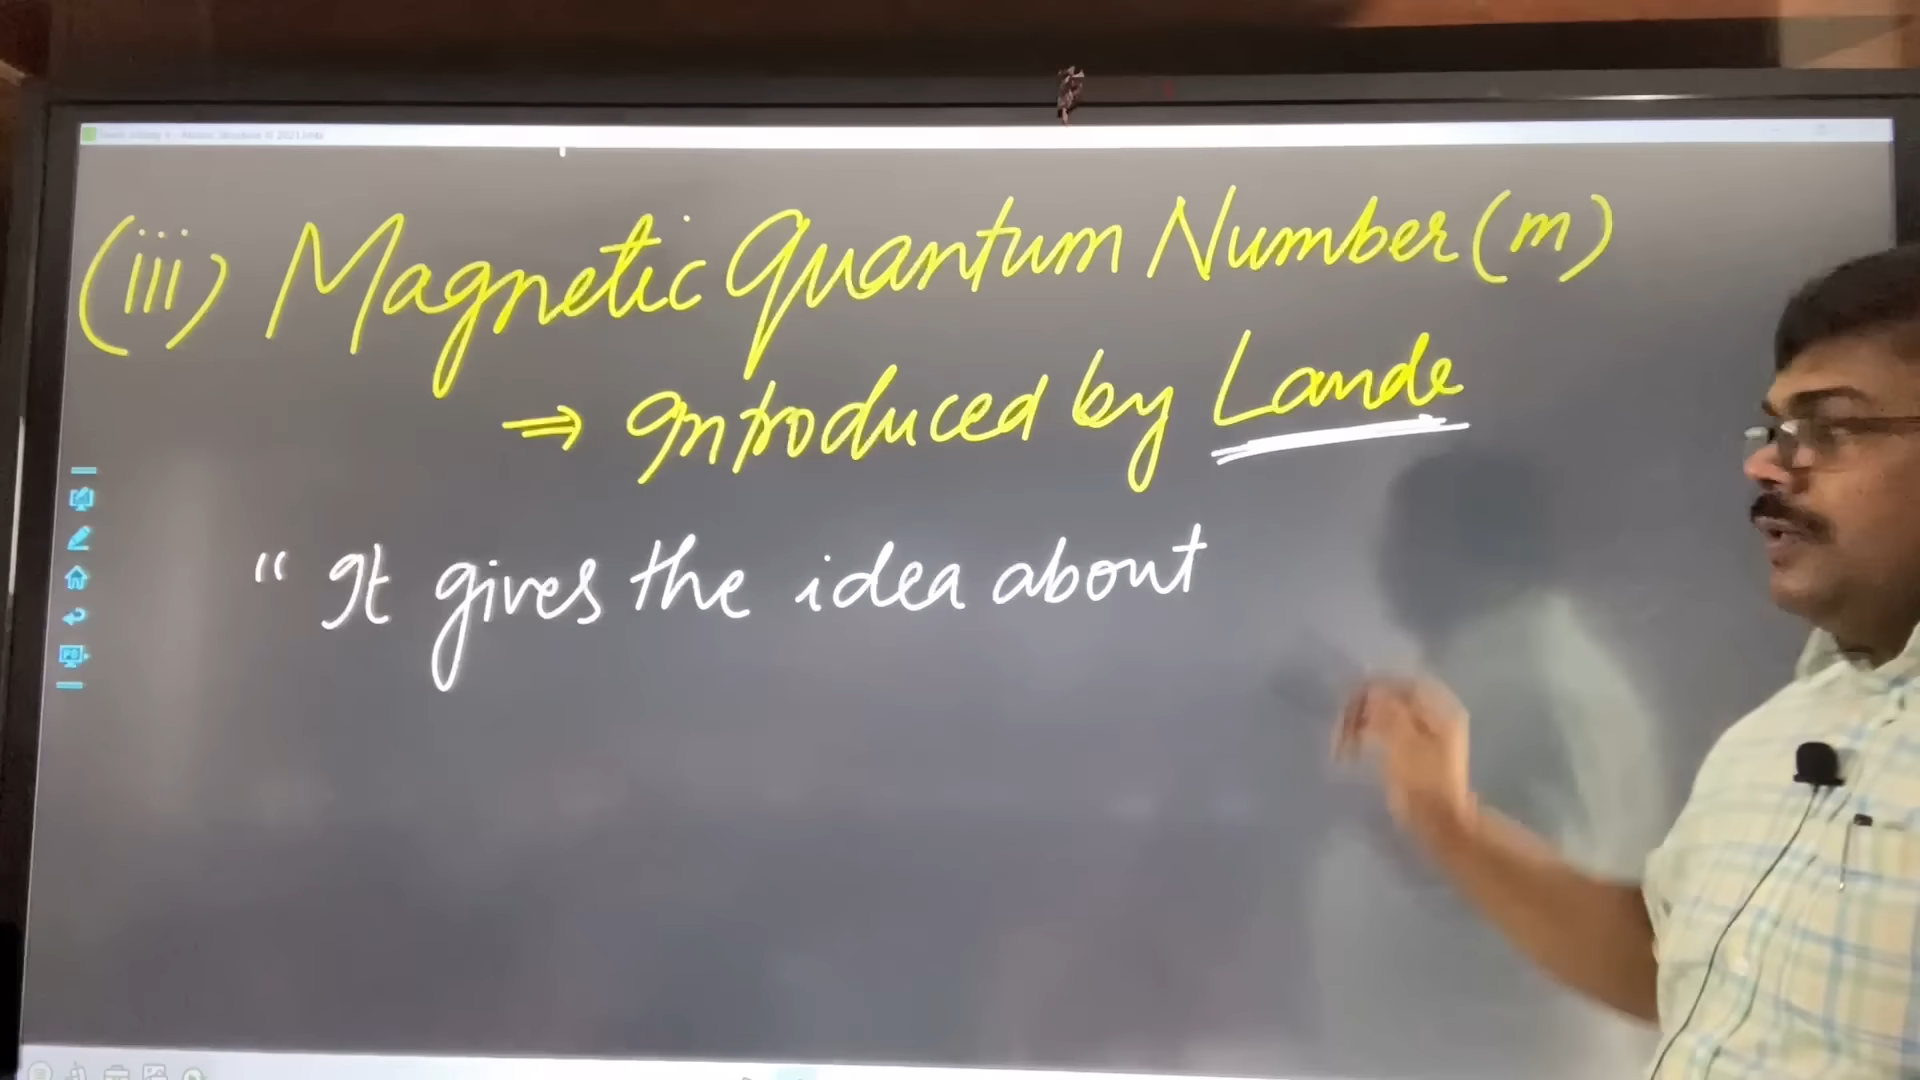 (iii) Magnetic Quantum Number (m)
⇒ Introduced by Lande
" It gives the idea about